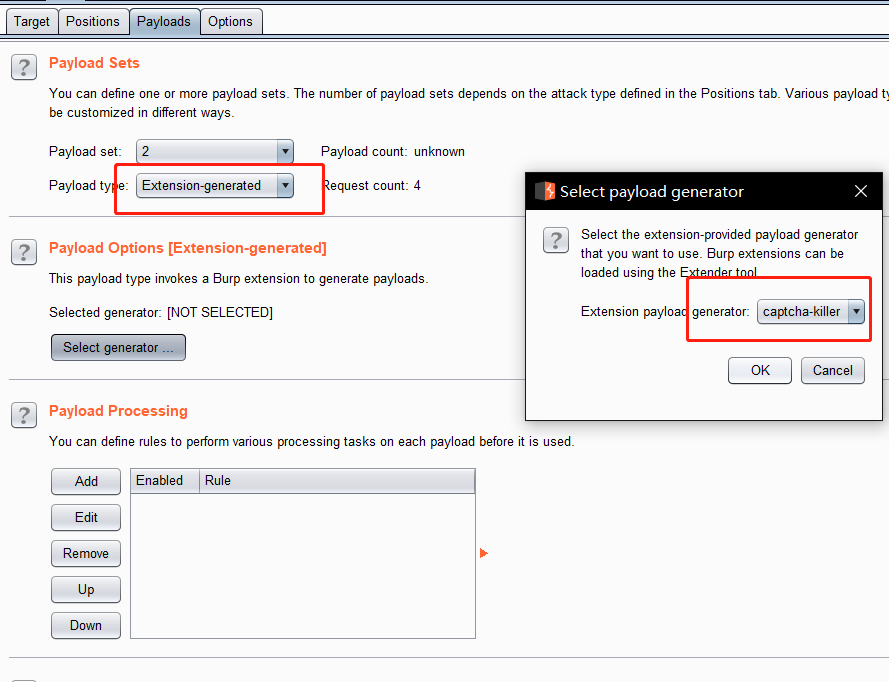 Target Positions Payloads Options
? Payload Sets
You can define one or more payload sets. The number of payload sets depends on the attack type defined in the Positions tab. Various payload ty
be customized in different ways.
Payload set: 2 Payload count: unknown
Payload type: Extension-generated Request count: 4
? Payload Options [Extension-generated]
This payload type invokes a Burp extension to generate payloads.
Selected generator: [NOT SELECTED]
Select generator ...
? Payload Processing
You can define rules to perform various processing tasks on each payload before it is used.
Add
Edit
Remove
Up
Down
Enabled Rule
Select payload generator
? Select the extension-provided payload generator
that you want to use. Burp extensions can be
loaded using the Extender tool
Extension payload generator: captcha-killer
OK Cancel